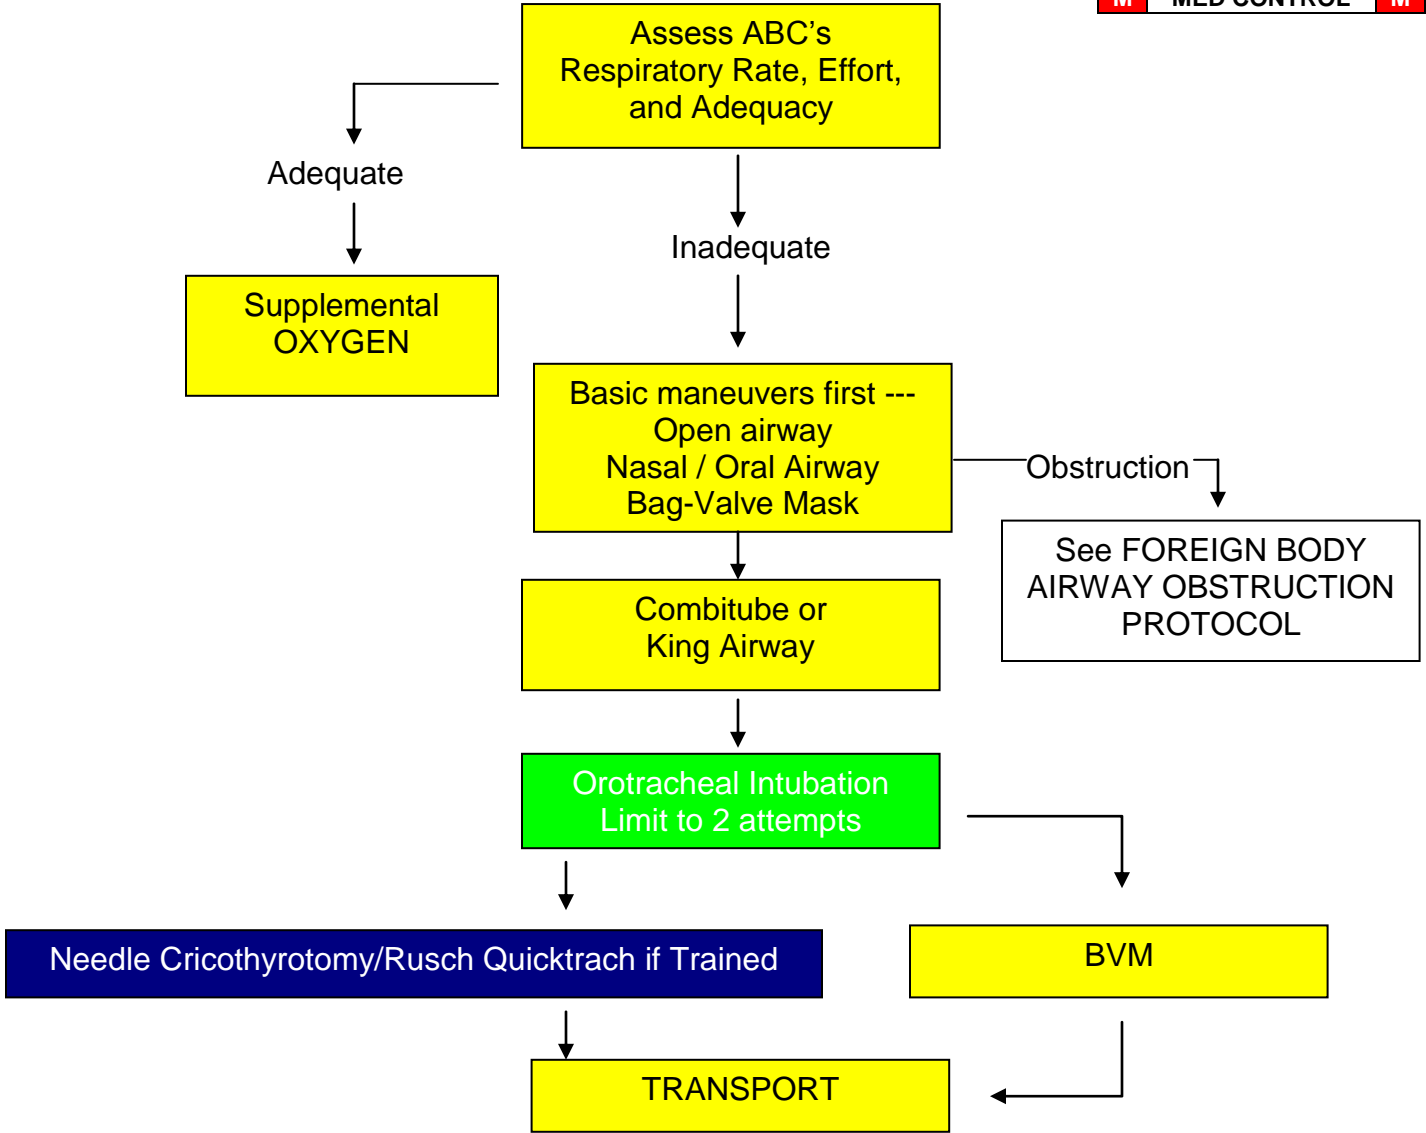 M MED CONTROL M
Assess ABC's
Respiratory Rate, Effort,
and Adequacy
Adequate
Inadequate
Supplemental
OXYGEN
Basic maneuvers first ---
Open airway
Nasal / Oral Airway
Bag-Valve Mask
Obstruction
See FOREIGN BODY
AIRWAY OBSTRUCTION
PROTOCOL
Combitube or
King Airway
Orotracheal Intubation
Limit to 2 attempts
Needle Cricothyrotomy/Rusch Quicktrach if Trained
BVM
TRANSPORT